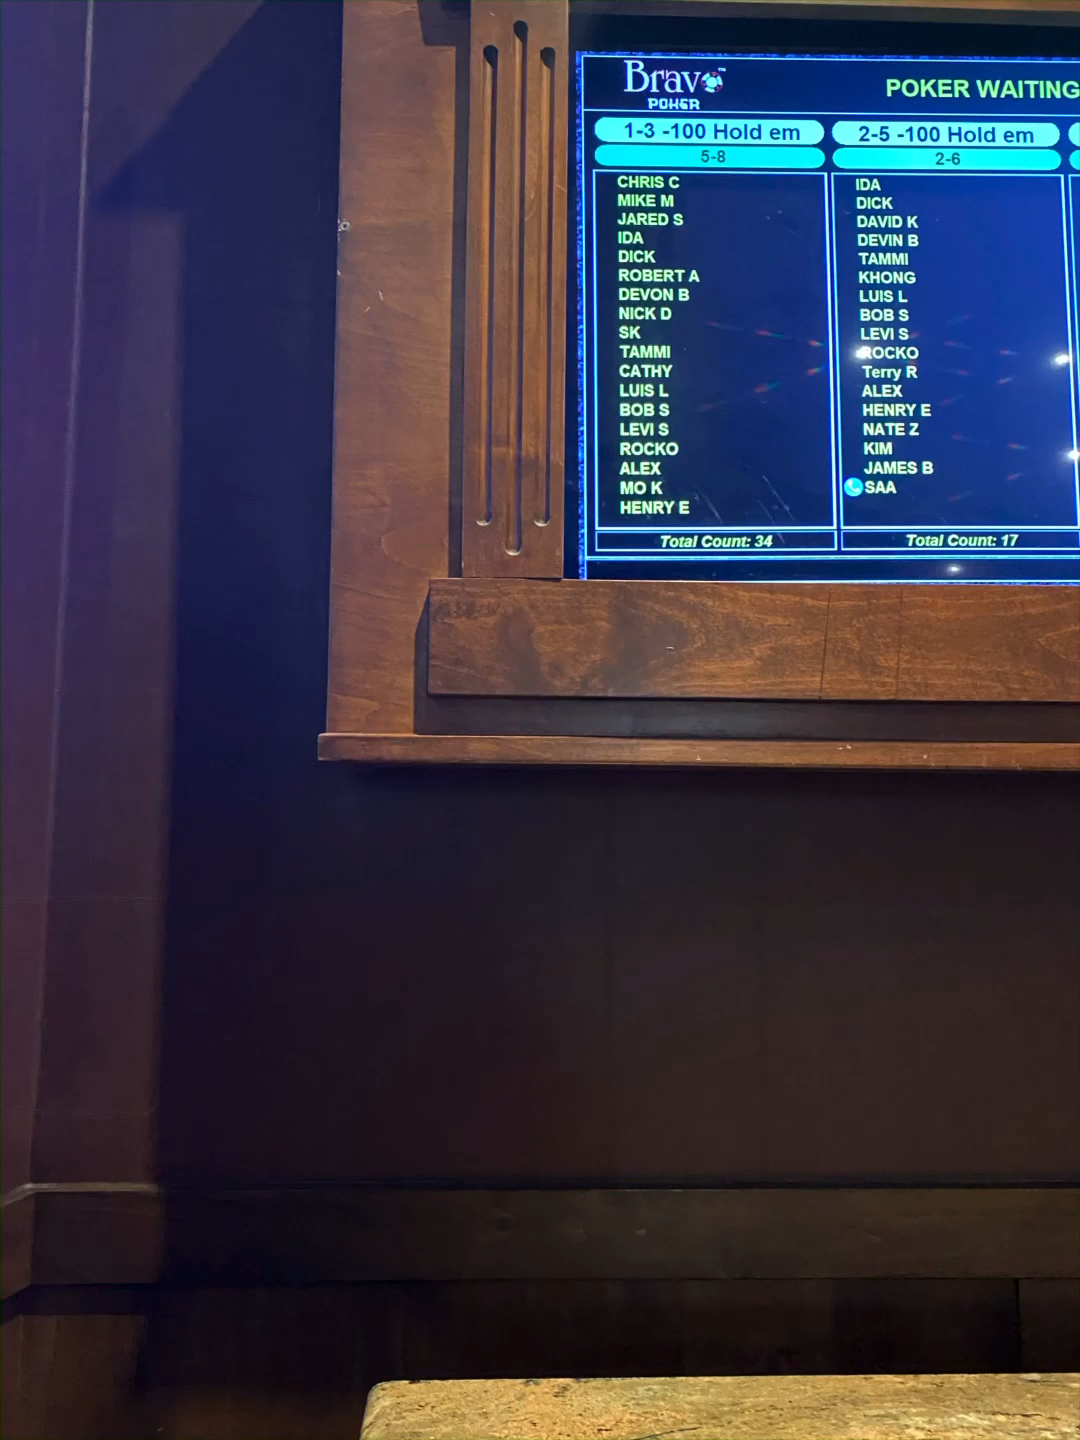 Bravo™
POKER
POKER WAITING
1-3 -100 Hold em
5-8
CHRIS C
MIKE M
JARED S
IDA
DICK
ROBERT A
DEVON B
NICK D
SK
TAMMI
CATHY
LUIS L
BOB S
LEVI S
ROCKO
ALEX
MO K
HENRY E
Total Count: 34
2-5 -100 Hold em
2-6
IDA
DICK
DAVID K
DEVIN B
TAMMI
KHONG
LUIS L
BOB S
LEVI S
ROCKO
Terry R
ALEX
HENRY E
NATE Z
KIM
JAMES B
SAA
Total Count: 17